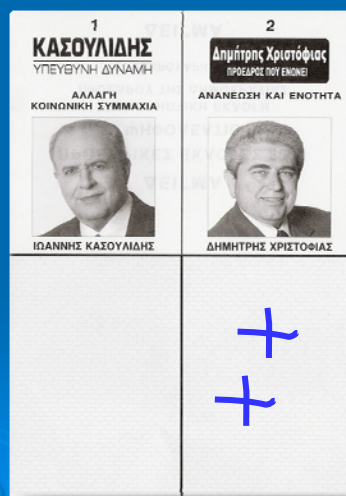 1
ΚΑΣΟΥΛΙΔΗΣ
ΥΠΕΥΘΥΝΗ ΔΥΝΑΜΗ
ΑΛΛΑΓΗ
ΚΟΙΝΩΝΙΚΗ ΣΥΜΜΑΧΙΑ
ΙΩΑΝΝΗΣ ΚΑΣΟΥΛΙΔΗΣ
2
Δημήτρης Χριστόφιας
ΠΡΟΕΔΡΟΣ ΠΟΥ ΕΝΩΝΕΙ
ΑΝΑΝΕΩΣΗ ΚΑΙ ΕΝΟΤΗΤΑ
ΔΗΜΗΤΡΗΣ ΧΡΙΣΤΟΦΙΑΣ